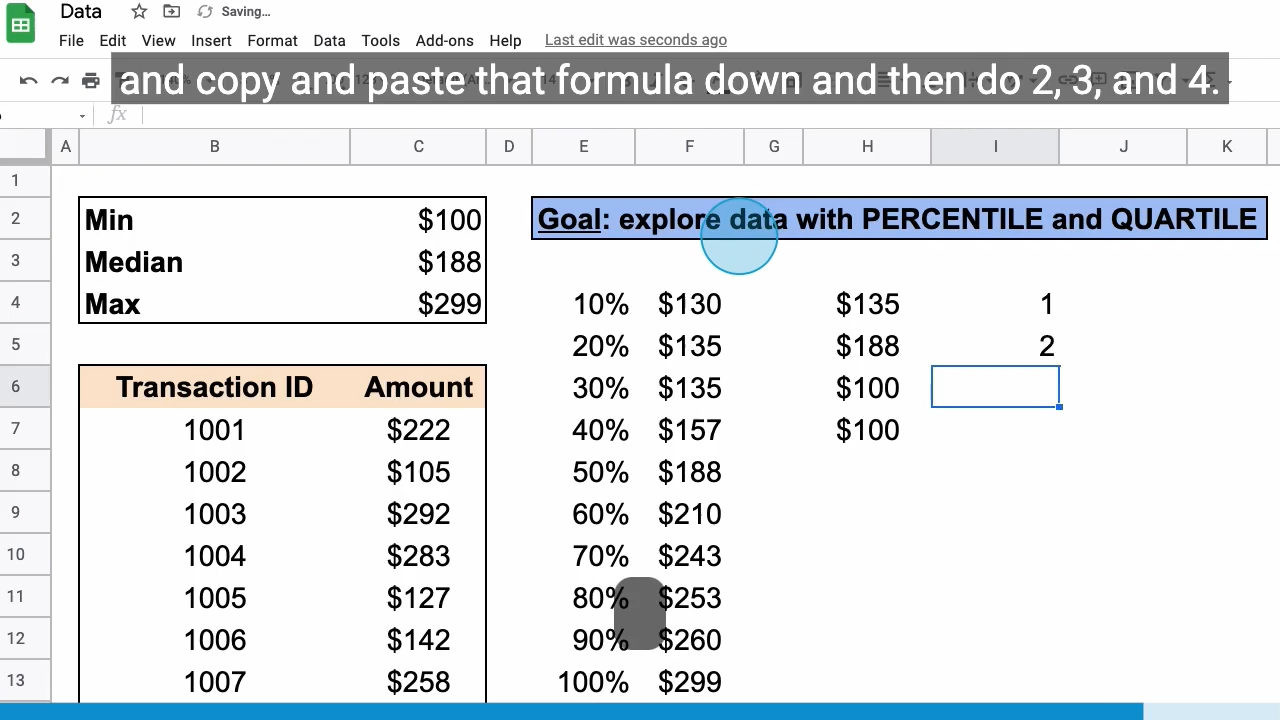 Data Saving...
File Edit View Insert Format Data Tools Add-ons Help Last edit was seconds ago
and copy and paste that formula down and then do 2, 3, and 4.
fx
A B C D E F G H I J K
1
2 Min $100 Goal: explore data with PERCENTILE and QUARTILE
3 Median $188
4 Max $299 10% $130 $135 1
5 20% $135 $188 2
6 Transaction ID Amount 30% $135 $100
7 1001 $222 40% $157 $100
8 1002 $105 50% $188
9 1003 $292 60% $210
10 1004 $283 70% $243
11 1005 $127 80% $253
12 1006 $142 90% $260
13 1007 $258 100% $299